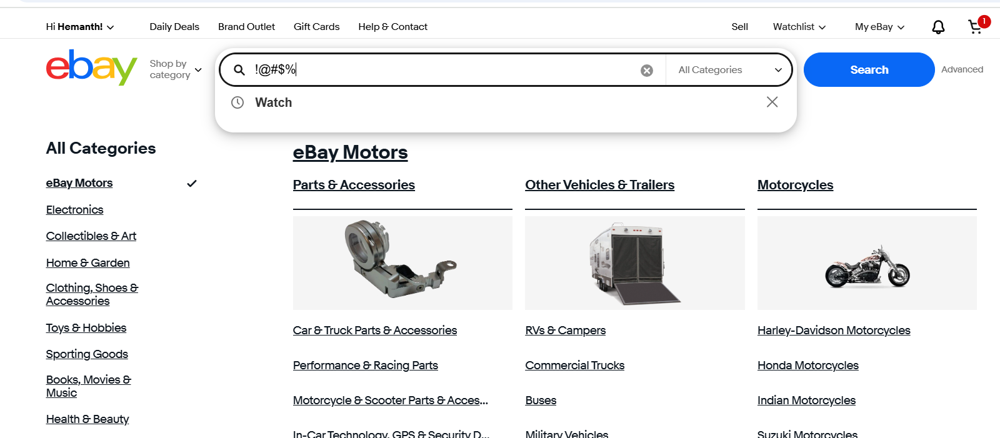 Hi Hemanth! Daily Deals Brand Outlet Gift Cards Help & Contact Sell Watchlist My eBay 1
ebay Shop by category !@#$% All Categories Search Advanced
Watch
All Categories
eBay Motors
Electronics
Collectibles & Art
Home & Garden
Clothing, Shoes &
Accessories
Toys & Hobbies
Sporting Goods
Books, Movies &
Music
Health & Beauty
eBay Motors
Parts & Accessories
Car & Truck Parts & Accessories
Performance & Racing Parts
Motorcycle & Scooter Parts & Acces...
In-Car Technology, GPS & Security D...
Other Vehicles & Trailers
RVs & Campers
Commercial Trucks
Buses
Military Vehicles
Motorcycles
Harley-Davidson Motorcycles
Honda Motorcycles
Indian Motorcycles
Suzuki Motorcycles